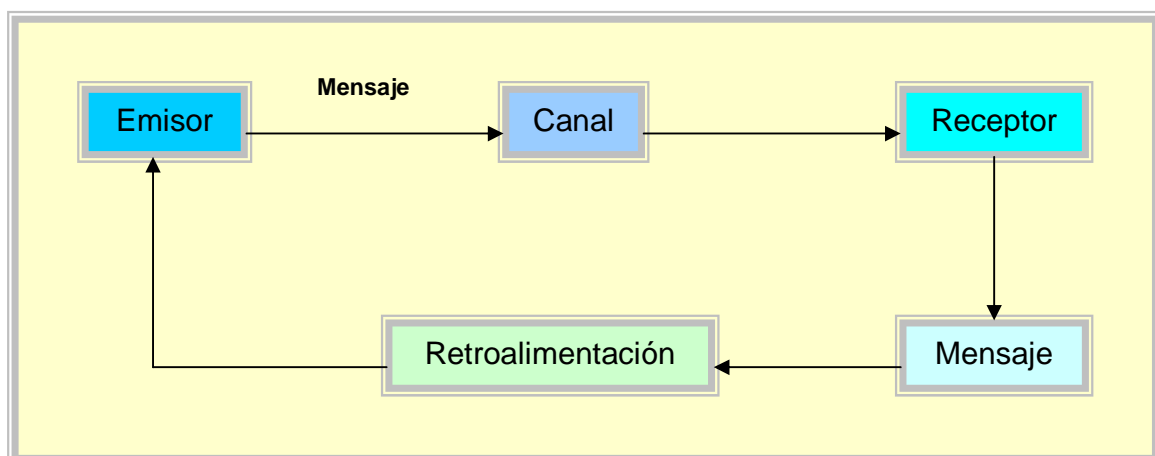 Mensaje
Emisor
Canal
Receptor
Retroalimentación
Mensaje